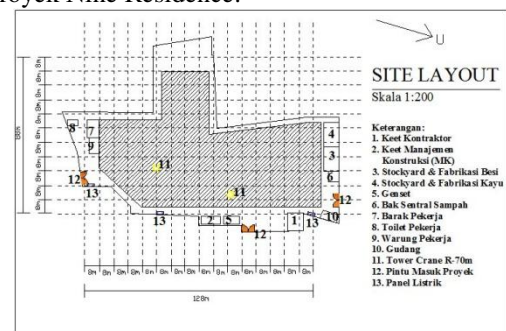 royek Nine Residence.
U
SITE LAYOUT
Skala 1:200
Keterangan:
1. Keet Kontraktor
2. Keet Manajemen
Konstruksi (MK)
3. Stockyard & Fabrikasi Besi
4. Stockyard & Fabrikasi Kayu
5. Genset
6. Bak Sentral Sampah
7. Barak Pekerja
8. Toilet Pekerja
9. Warung Pekerja
10. Gudang
11. Tower Crane R-70m
12. Pintu Masuk Proyek
13. Panel Listrik
8m 8m 8m 8m 8m 8m 8m 8m 8m 8m 8m
8 7 4
9 3
11
12 6
13 11 12
13 2 5 1 13 10
12
8m 8m 8m 8m 8m 8m 8m 8m 8m 8m 8m 8m 8m 8m 8m 8m
128m